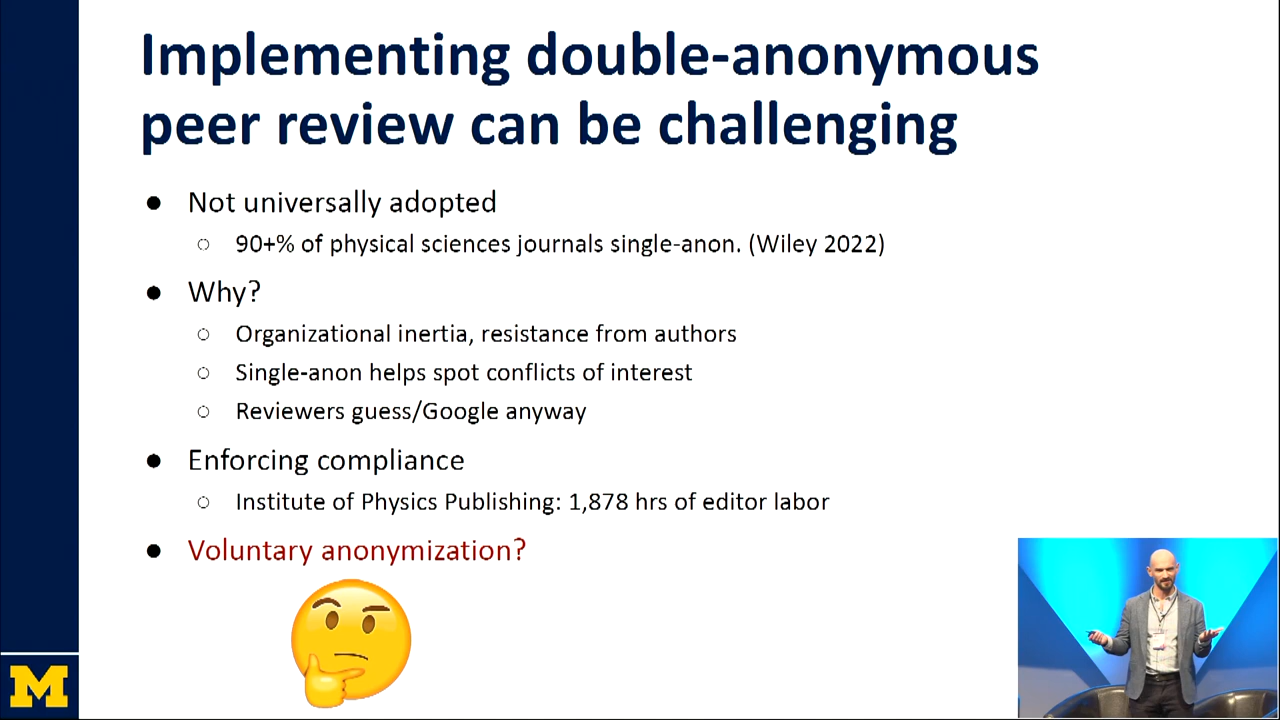 Implementing double-anonymous
peer review can be challenging
● Not universally adopted
○ 90+% of physical sciences journals single-anon. (Wiley 2022)
● Why?
○ Organizational inertia, resistance from authors
○ Single-anon helps spot conflicts of interest
○ Reviewers guess/Google anyway
● Enforcing compliance
○ Institute of Physics Publishing: 1,878 hrs of editor labor
● Voluntary anonymization?
M